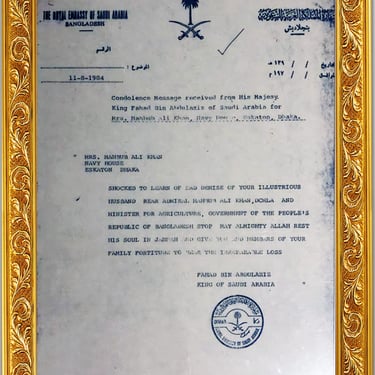 THE ROYAL EMBASSY OF SAUDI ARABIA
BANGLADESH
بنجلاديش
الرقم :
الموضوع :
11-8-1984
Condolence Message received from His Majesy
King Fahad Bin Abdulaziz of Saudi Arabia for
Mrs. Mahbub Ali Khan, Navy House, Eskaton, Dhaka.
MRS. MAHBUB ALI KHAN
NAVY HOUSE
ESKATON DHAKA
SHOCKED TO LEARN OF SAD DEMISE OF YOUR ILLUSTRIOUS
HUSBAND REAR ADMIRAL MAHBUB ALI KHAN, DCMLA AND
MINISTER FOR AGRICULTURE, GOVERNMENT OF THE PEOPLE'S
REPUBLIC OF BANGLADESH STOP MAY ALMIGHTY ALLAH REST
HIS SOUL IN JANNAH AND GIVE YOU AND MEMBERS OF YOUR
FAMILY FORTITUDE TO BEAR THE IRREPARABLE LOSS
FAHAD BIN ABDULAZIZ
KING OF SAUDI ARABIA